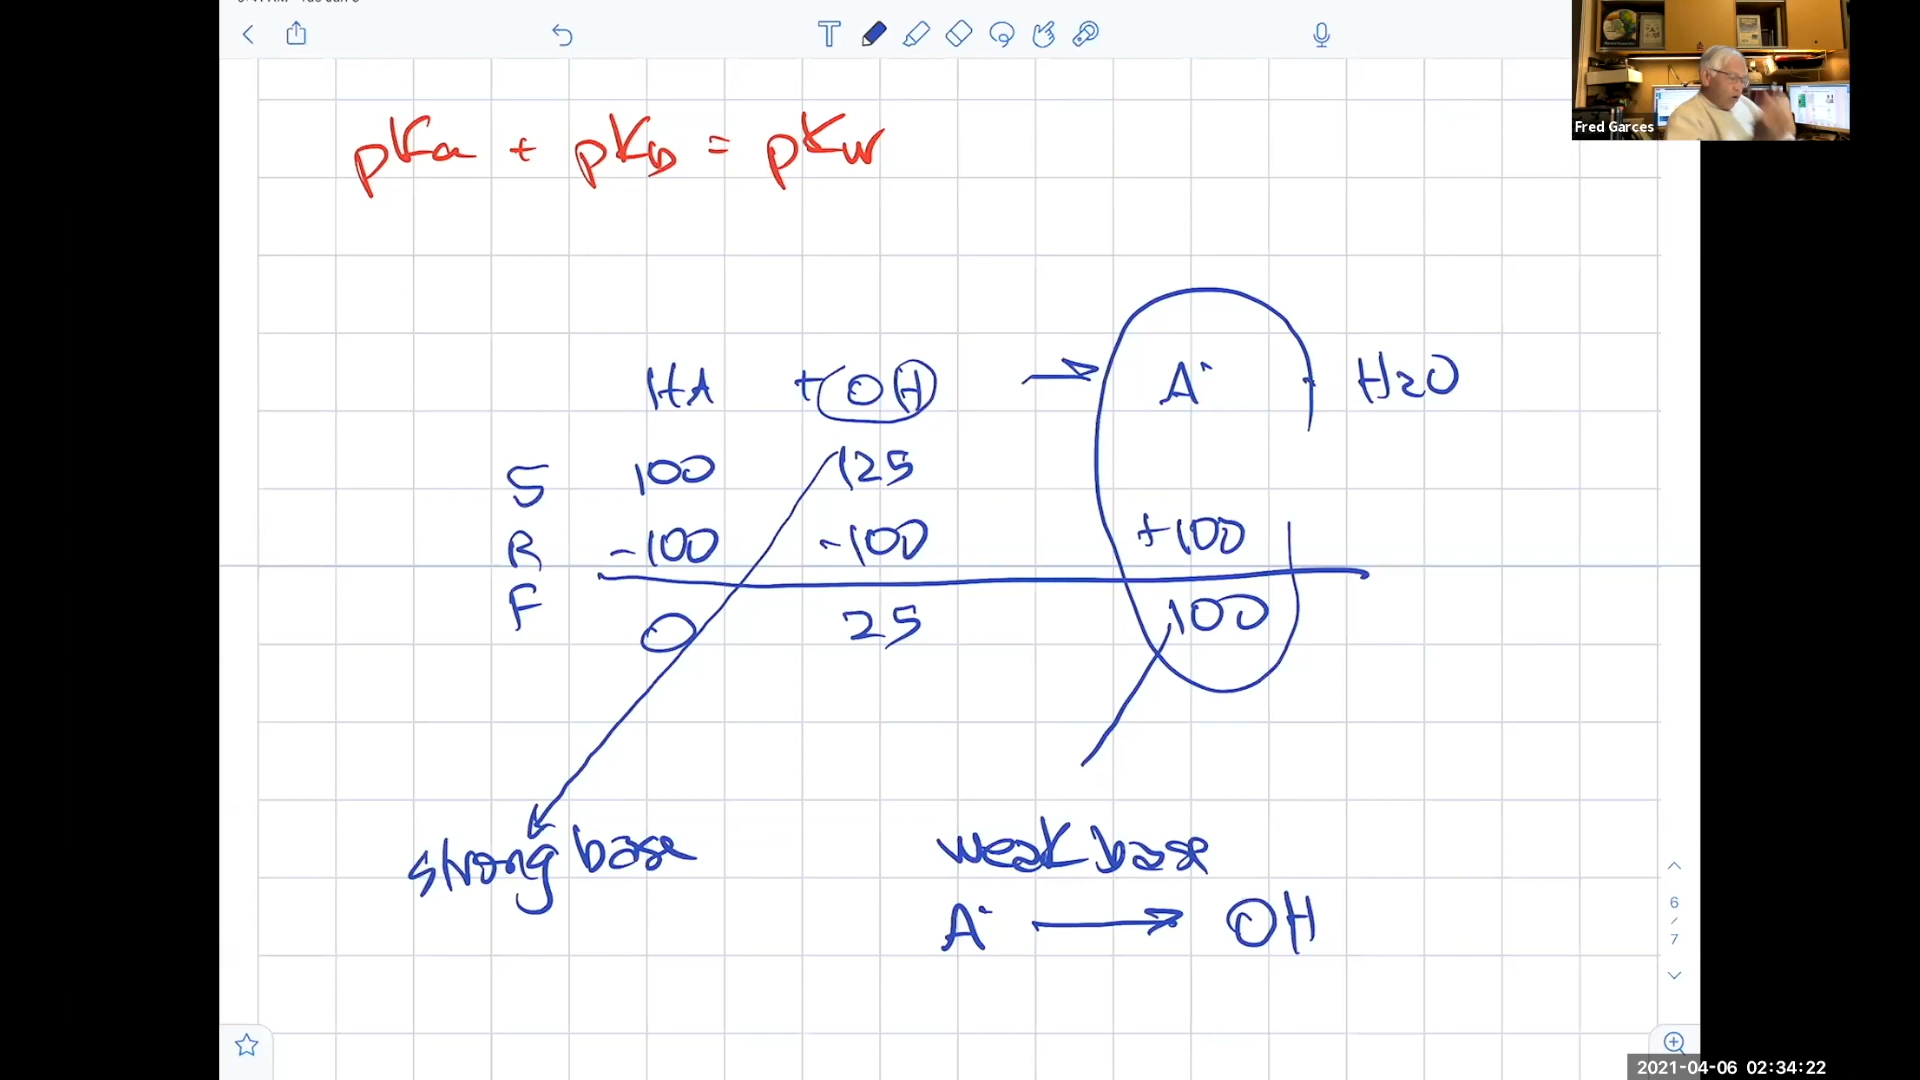 pKa + pKb = pKw
Fred Garces
HA + OH → A⁻ H2O
S 100 125
R -100 -100 +100
F 0 25 100
strong base weak base
A⁻ → OH
6
/
7
2021-04-06 02:34:22